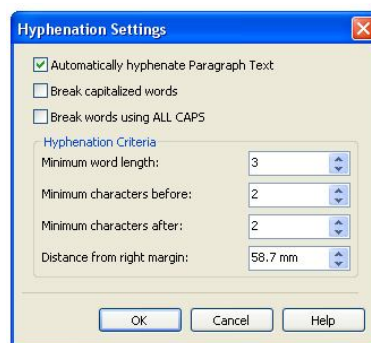 Hyphenation Settings
Automatically hyphenate Paragraph Text
Break capitalized words
Break words using ALL CAPS
Hyphenation Criteria
Minimum word length: 3
Minimum characters before: 2
Minimum characters after: 2
Distance from right margin: 58.7 mm
OK Cancel Help